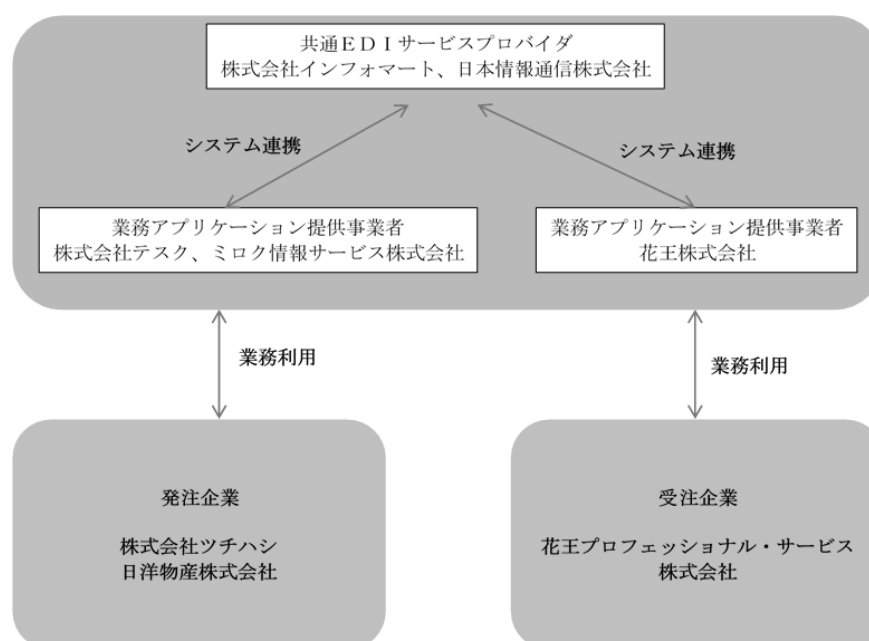 共通ＥＤＩサービスプロバイダ
株式会社インフォマート、日本情報通信株式会社
システム連携
システム連携
業務アプリケーション提供事業者
株式会社テスク、ミロク情報サービス株式会社
業務アプリケーション提供事業者
花王株式会社
業務利用
業務利用
発注企業
株式会社ツチハシ
日洋物産株式会社
受注企業
花王プロフェッショナル・サービス
株式会社